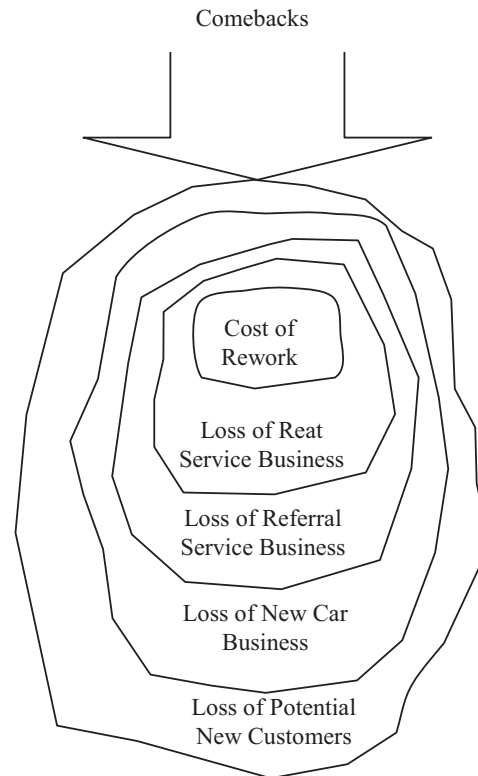 Comebacks
Cost of
Rework
Loss of Reat
Service Business
Loss of Referral
Service Business
Loss of New Car
Business
Loss of Potential
New Customers